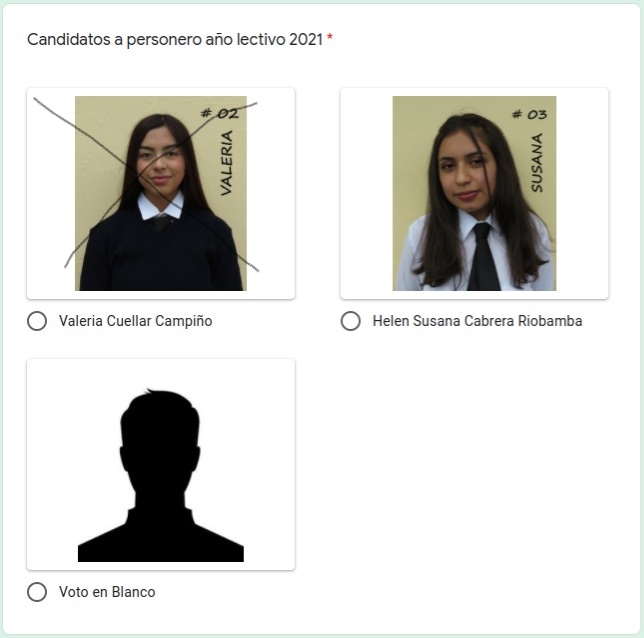 Candidatos a personero año lectivo 2021 *
# 02
VALERIA
# 03
SUSANA
Valeria Cuellar Campiño
Helen Susana Cabrera Riobamba
Voto en Blanco